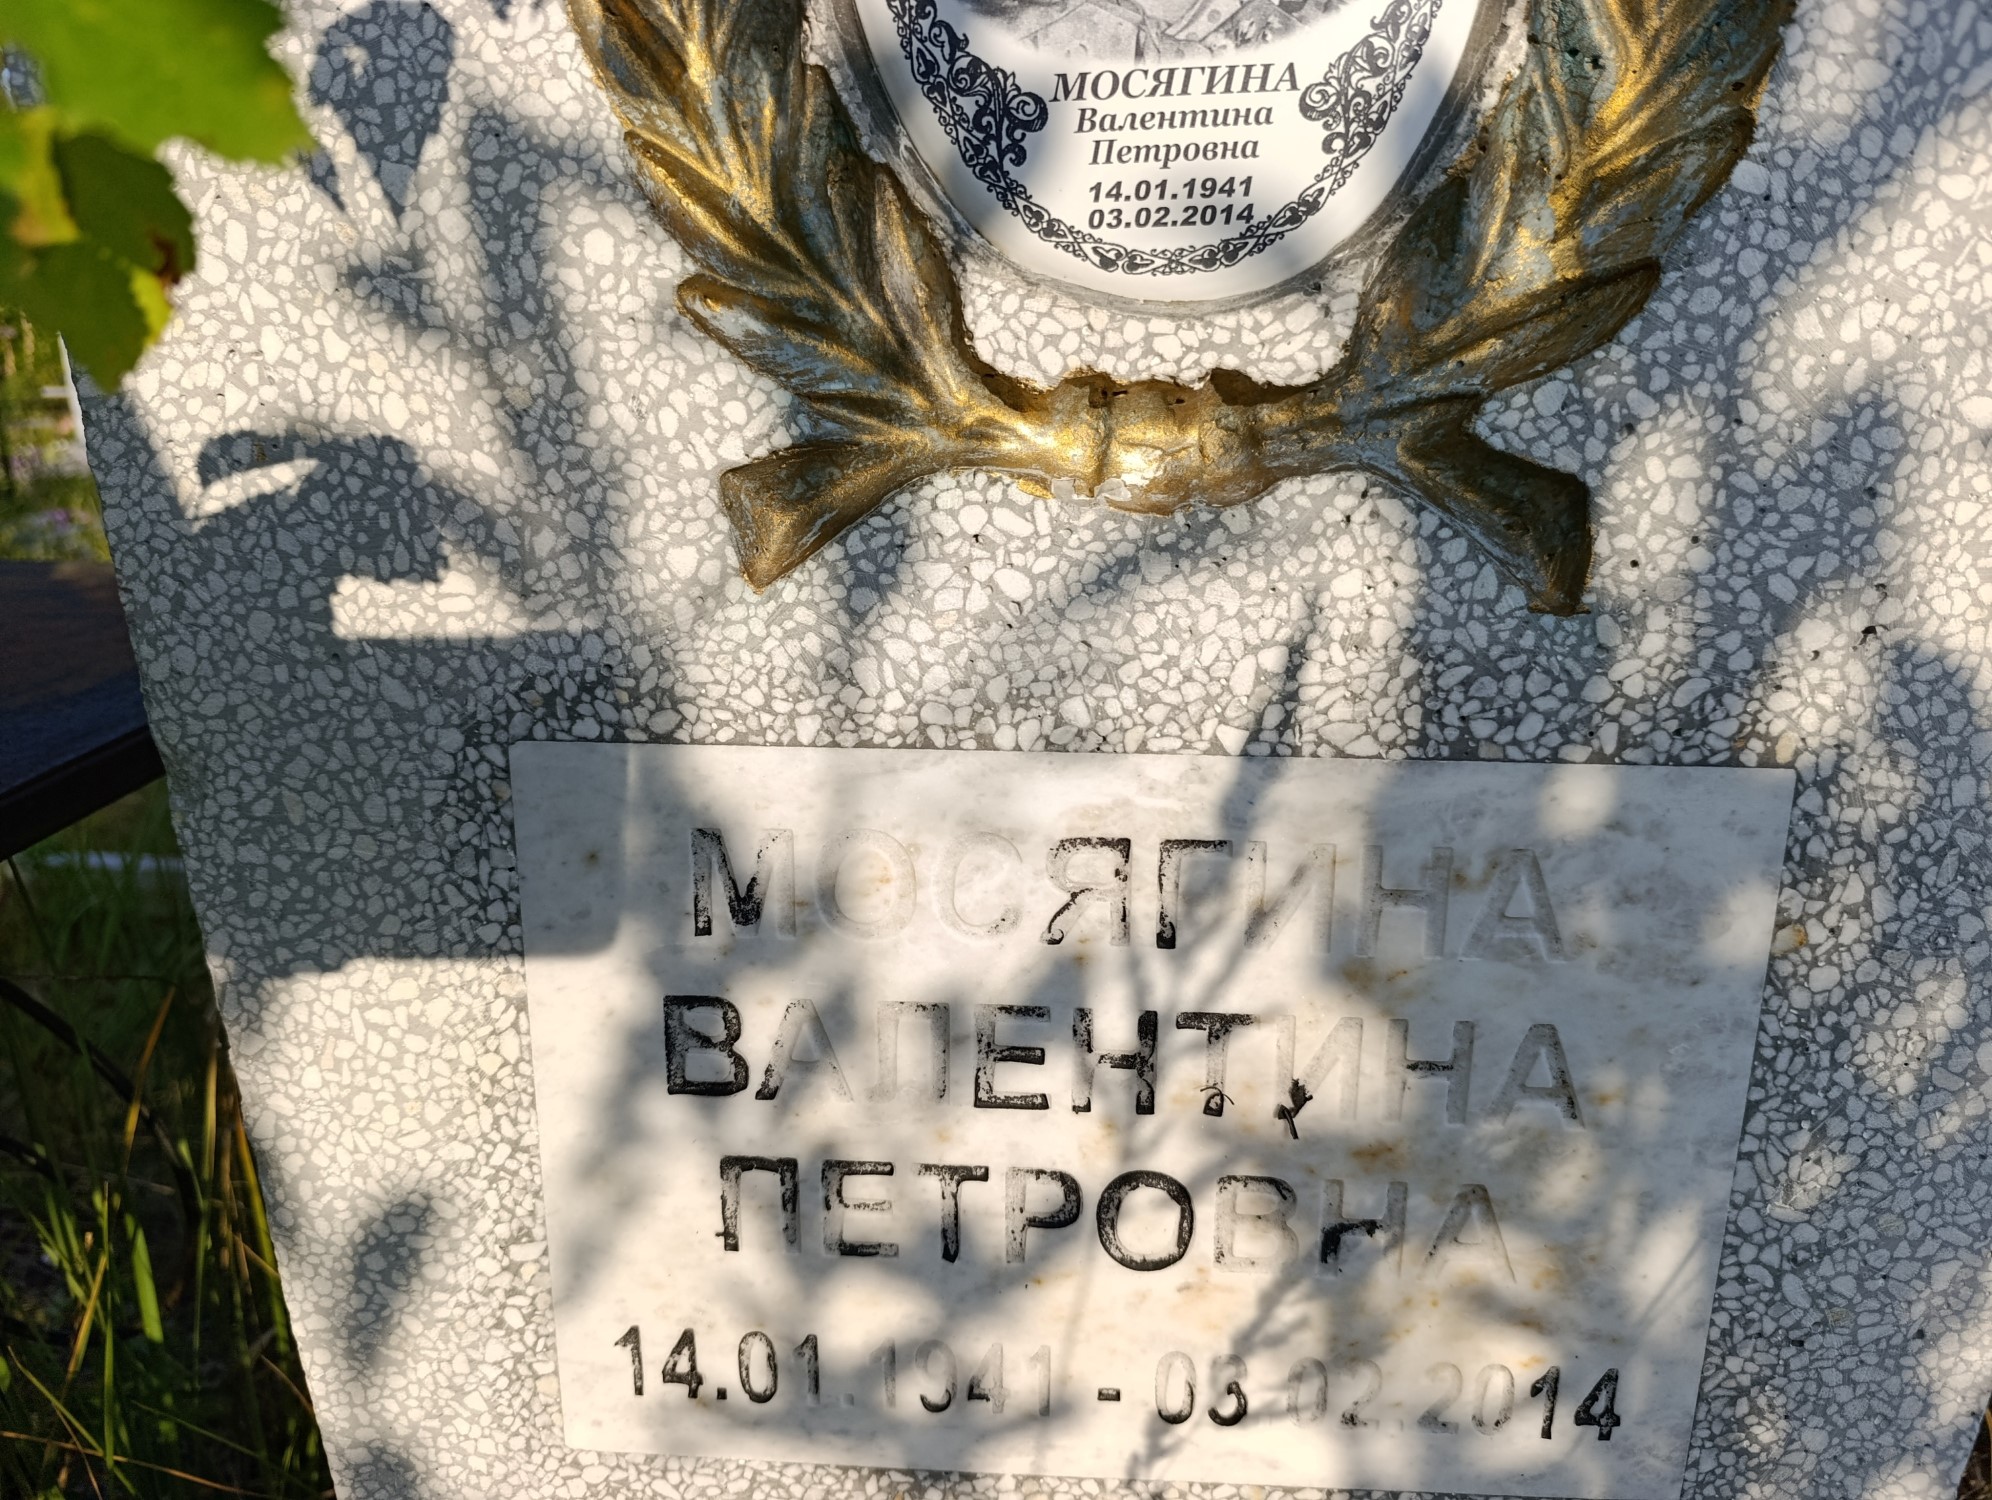 МОСЯГИНА
Валентина
Петровна
14.01.1941
03.02.2014
МОСЯГИНА
ВАЛЕНТИНА
ПЕТРОВНА
14.01.1941 - 03.02.2014